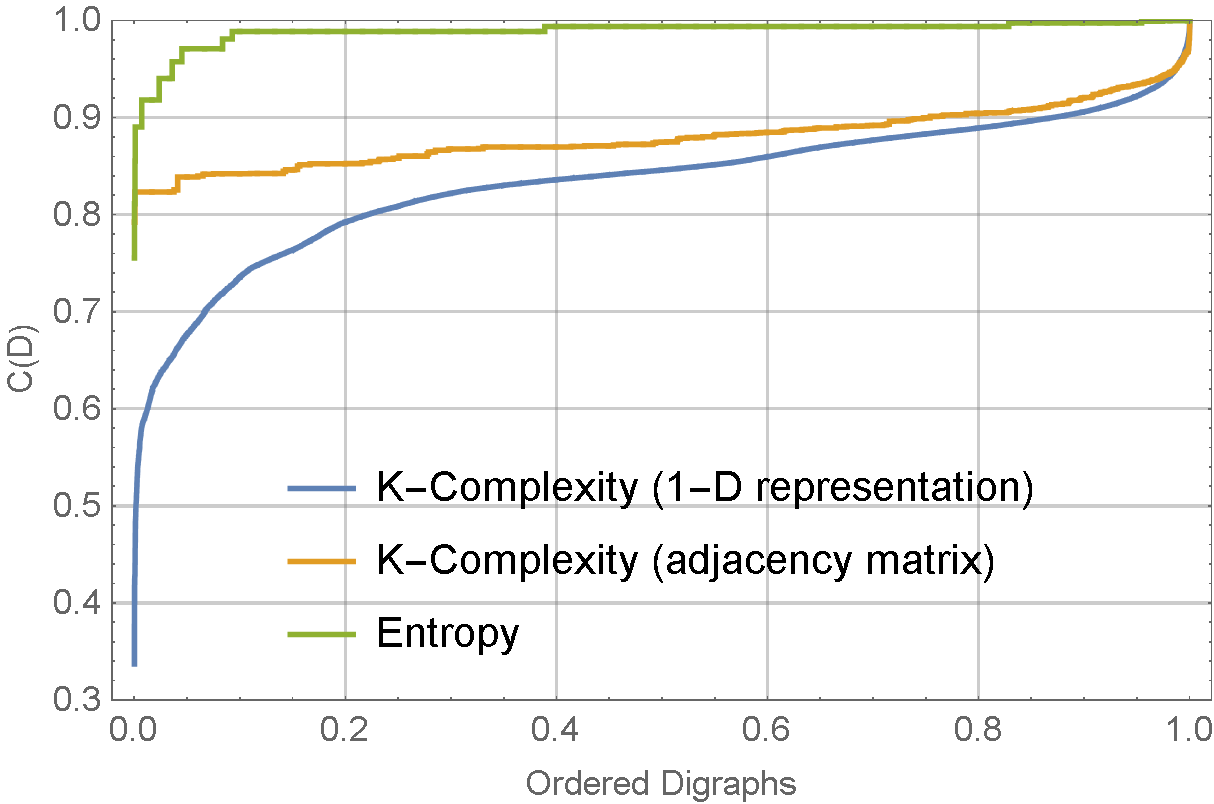 1.0
0.9
0.8
0.7
0.6
0.5
0.4
0.3
C(D)
K−Complexity (1−D representation)
K−Complexity (adjacency matrix)
Entropy
0.0 0.2 0.4 0.6 0.8 1.0
Ordered Digraphs